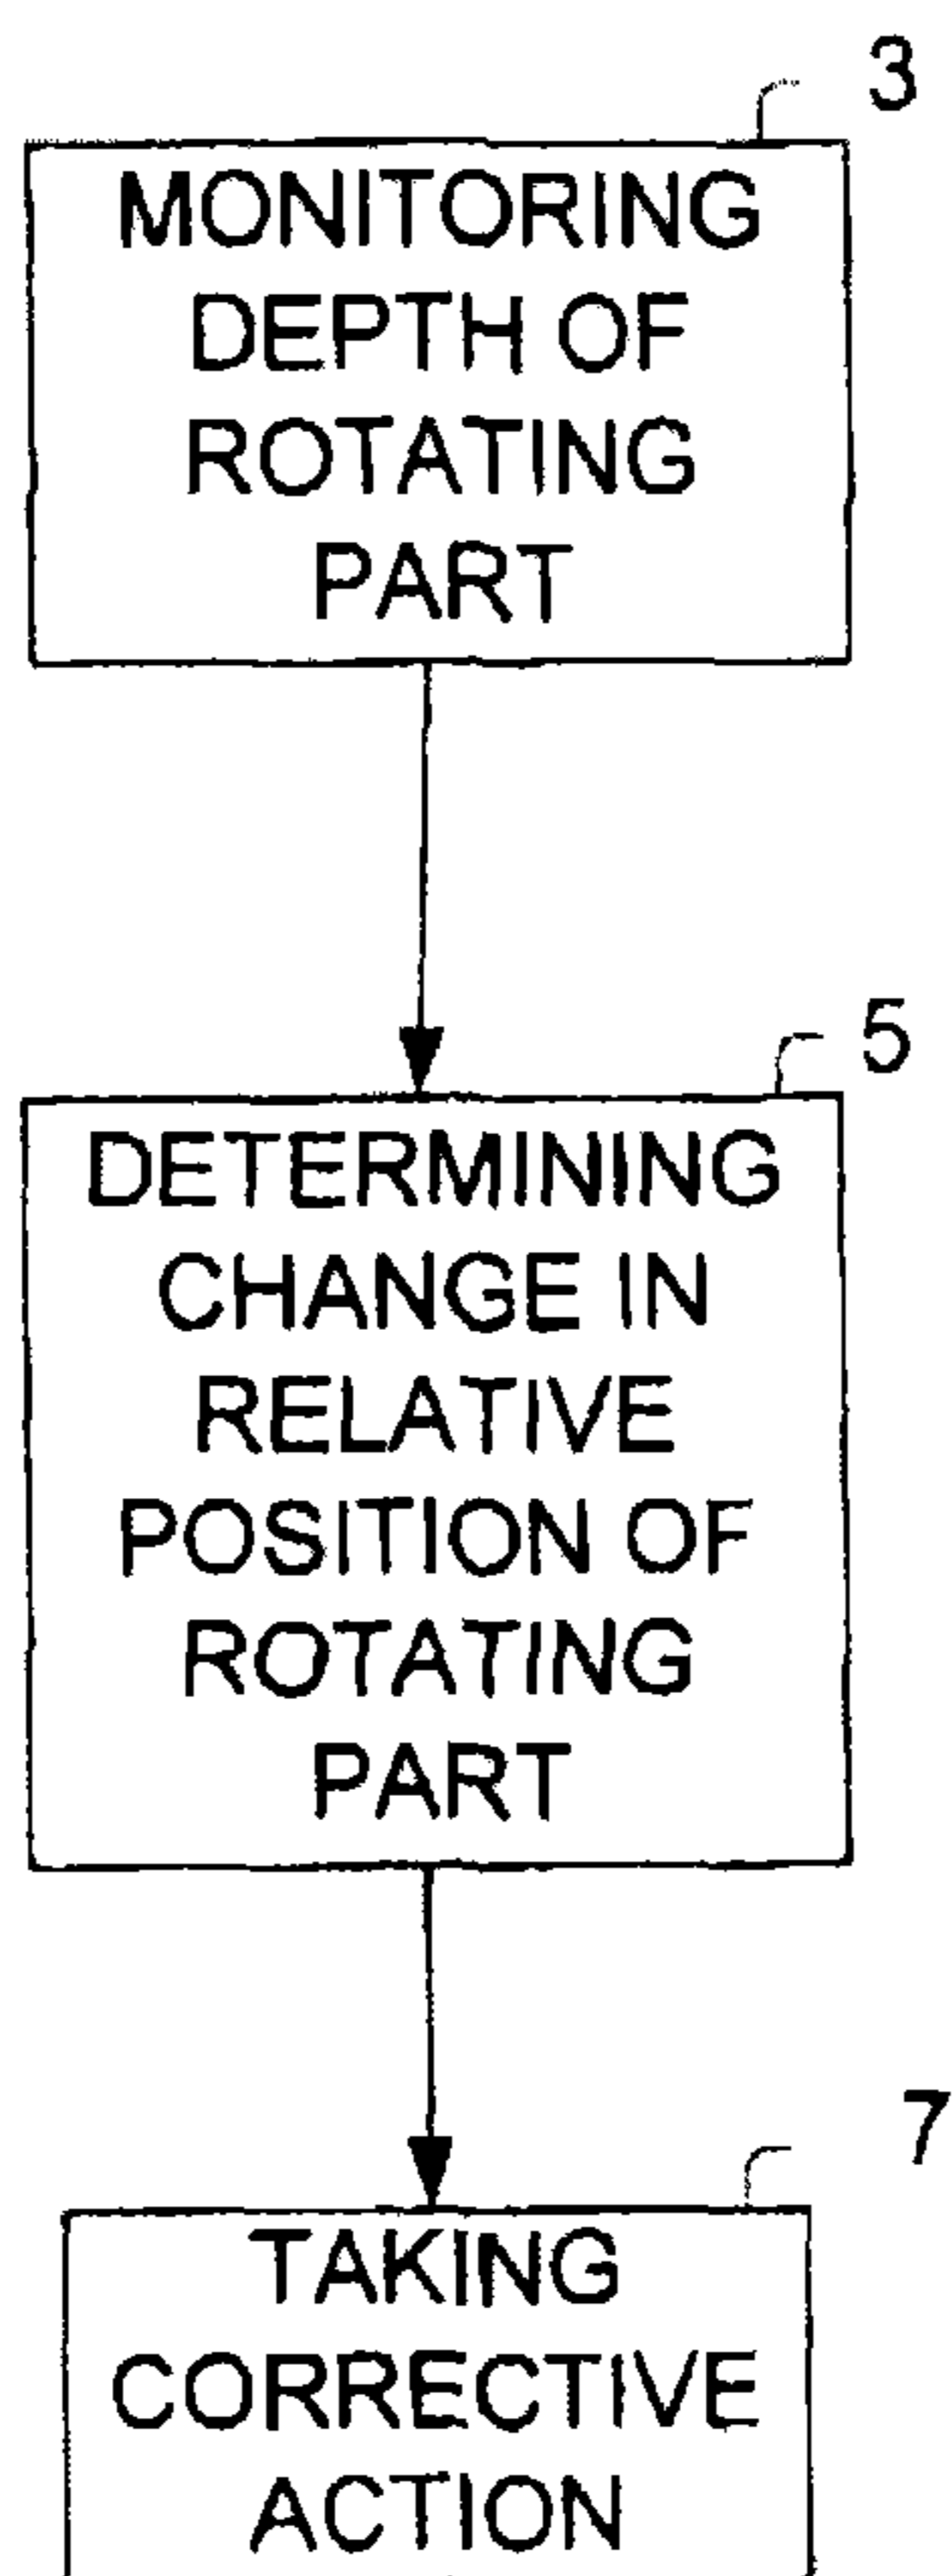 3
MONITORING
DEPTH OF
ROTATING
PART
5
DETERMINING
CHANGE IN
RELATIVE
POSITION OF
ROTATING
PART
7
TAKING
CORRECTIVE
ACTION